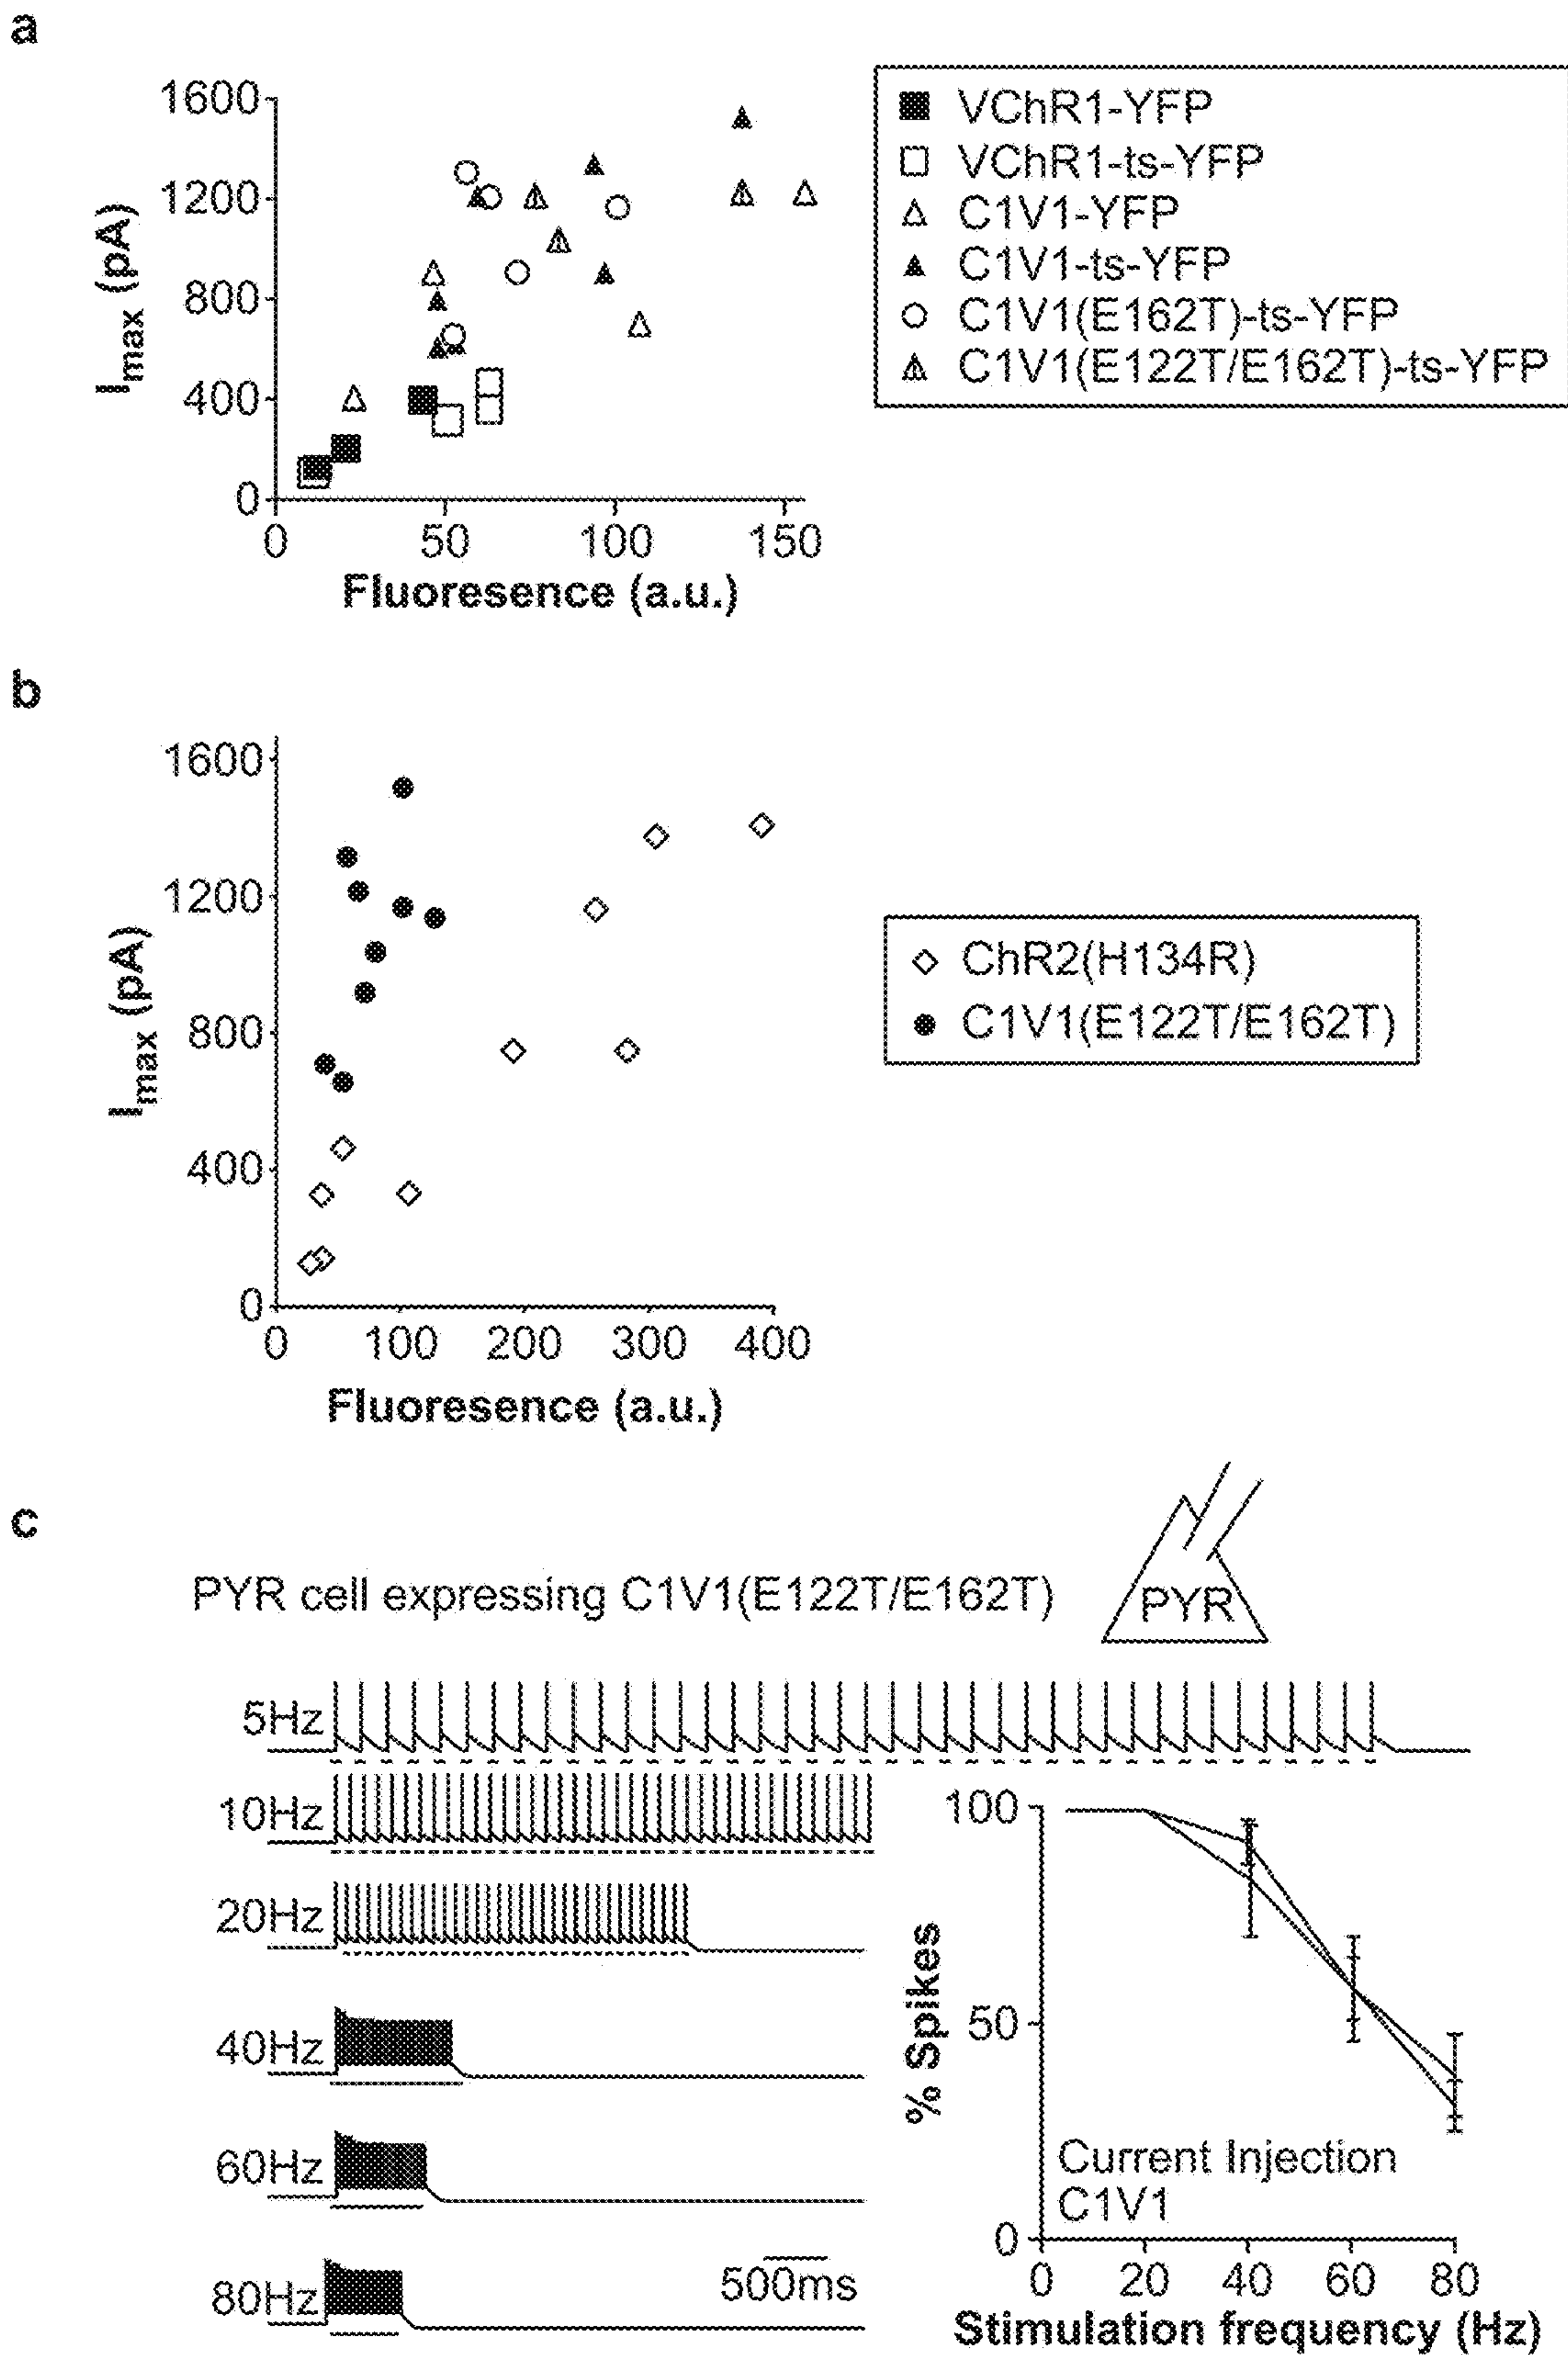 a
1600
1200
800
400
0
I_max (pA)
0 50 100 150
Fluoresence (a.u.)
VChR1-YFP
VChR1-ts-YFP
C1V1-YFP
C1V1-ts-YFP
C1V1(E162T)-ts-YFP
C1V1(E122T/E162T)-ts-YFP
b
1600
1200
800
400
0
I_max (pA)
0 100 200 300 400
Fluoresence (a.u.)
ChR2(H134R)
C1V1(E122T/E162T)
c
PYR cell expressing C1V1(E122T/E162T)
PYR
5Hz
10Hz
20Hz
40Hz
60Hz
80Hz
500ms
100
50
0
% Spikes
Current Injection
C1V1
0 20 40 60 80
Stimulation frequency (Hz)